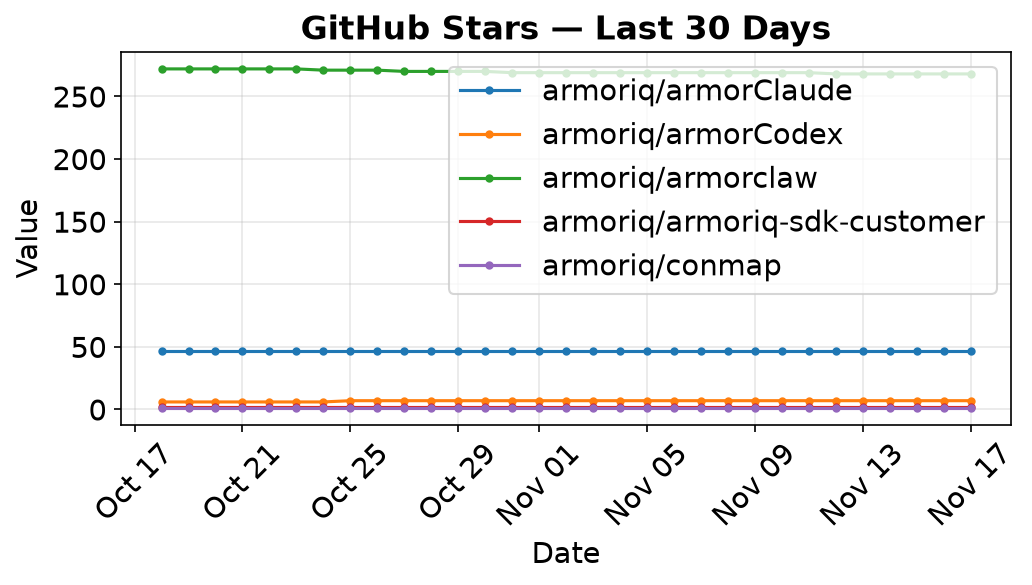 GitHub Stars — Last 30 Days
Value
250
200
150
100
50
0
armoriq/armorClaude
armoriq/armorCodex
armoriq/armorclaw
armoriq/armoriq-sdk-customer
armoriq/conmap
Oct 17
Oct 21
Oct 25
Oct 29
Nov 01
Nov 05
Nov 09
Nov 13
Nov 17
Date